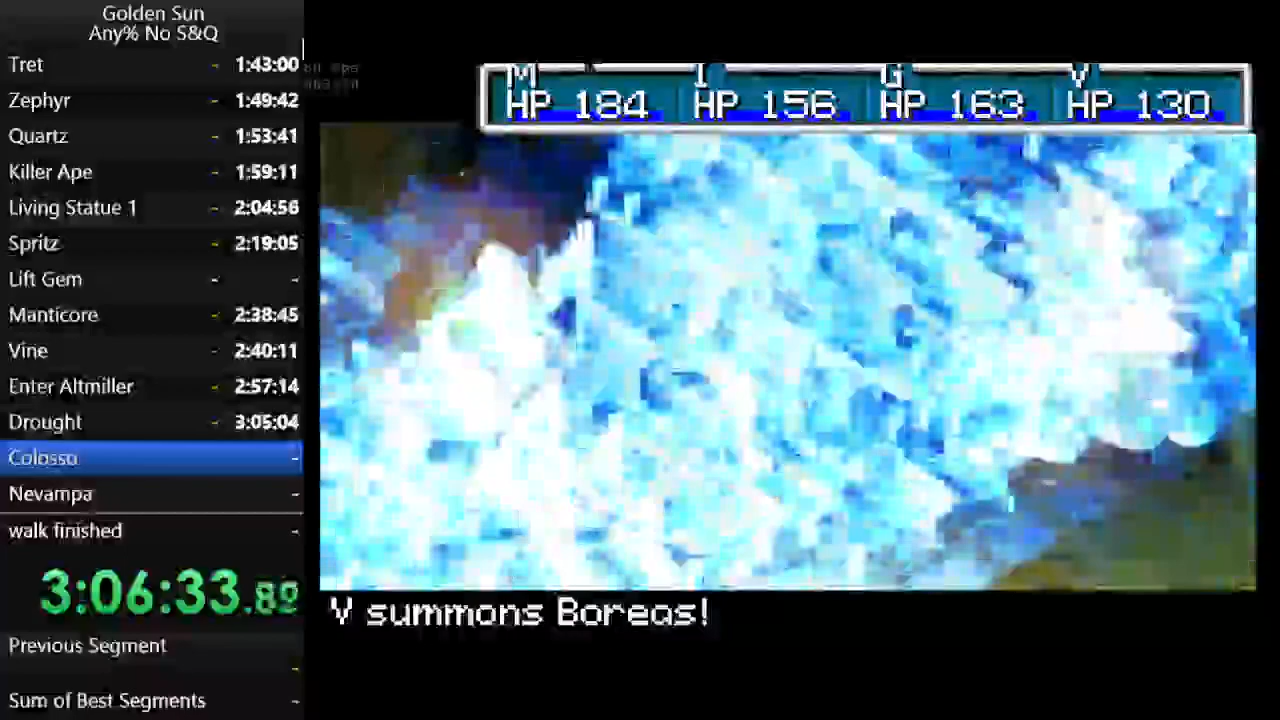 Golden Sun
Any% No S&Q
Tret - 1:43:00
Zephyr - 1:49:42
Quartz - 1:53:41
Killer Ape - 1:59:11
Living Statue 1 - 2:04:56
Spritz - 2:19:05
Lift Gem - -
Manticore - 2:38:45
Vine - 2:40:11
Enter Altmiller - 2:57:14
Drought - 3:05:04
Colosso -
Nevampa -
walk finished -
3:06:33.89
Previous Segment
-
Sum of Best Segments -
M I G V
HP 184 HP 156 HP 163 HP 130
V summons Boreas!